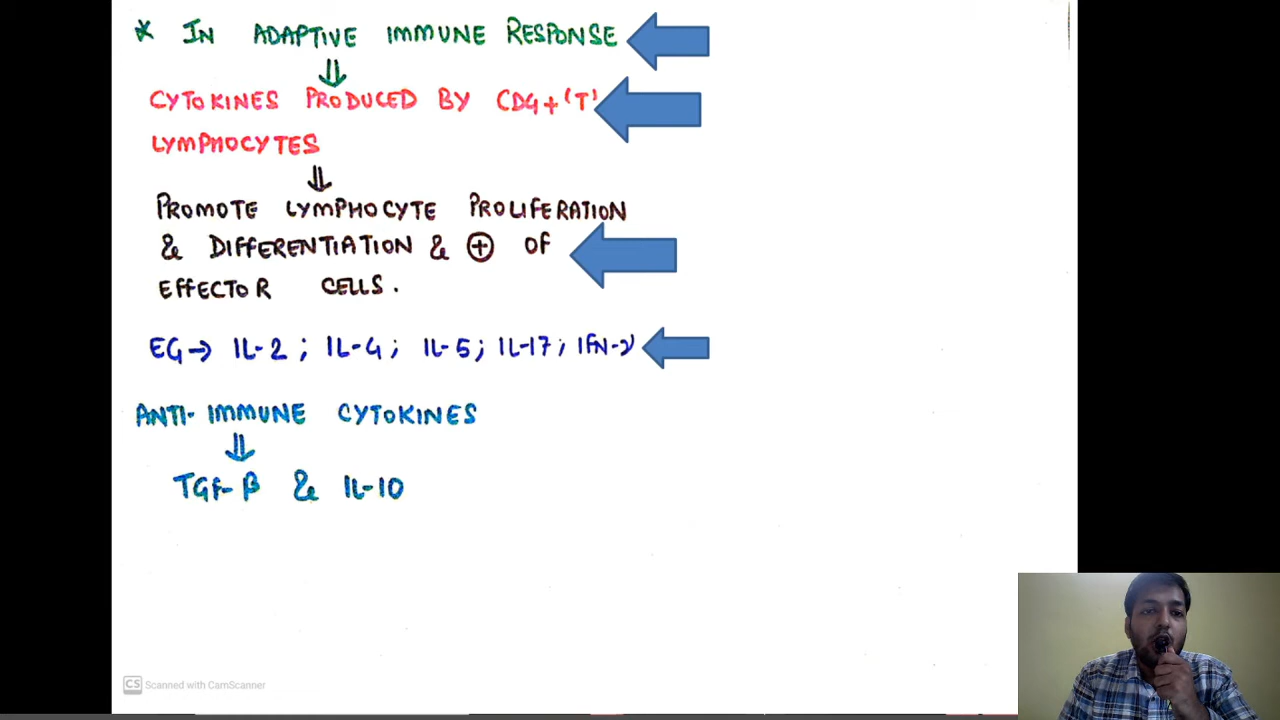 * IN ADAPTIVE IMMUNE RESPONSE
⇓
CYTOKINES PRODUCED BY CD4+ 'T'
LYMPHOCYTES
⇓
PROMOTE LYMPHOCYTE PROLIFERATION
& DIFFERENTIATION & ⊕ OF
EFFECTOR CELLS.
EG → IL-2 ; IL-4 ; IL-5 ; IL-17 ; IFN-γ
ANTI-IMMUNE CYTOKINES
⇓
TGF-β & IL-10
CS Scanned with CamScanner